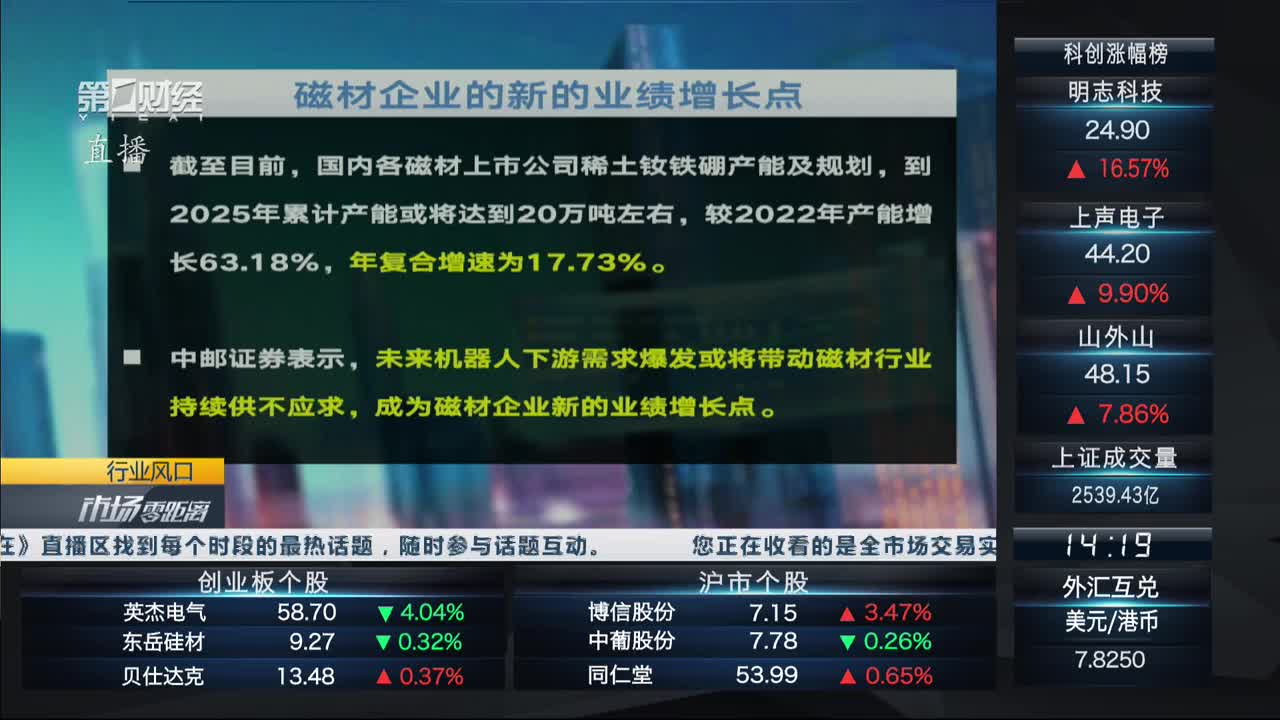 磁材企业的新的业绩增长点
第一财经
YICAI
直播
截至目前，国内各磁材上市公司稀土钕铁硼产能及规划，到
2025年累计产能或将达到20万吨左右，较2022年产能增
长63.18%，年复合增速为17.73%。
中邮证券表示，未来机器人下游需求爆发或将带动磁材行业
持续供不应求，成为磁材企业新的业绩增长点。
行业风口
市场零距离
在》直播区找到每个时段的最热话题，随时参与话题互动。 您正在收看的是全市场交易实
创业板个股
英杰电气 58.70 ▼4.04%
东岳硅材 9.27 ▼0.32%
贝仕达克 13.48 ▲0.37%
沪市个股
博信股份 7.15 ▲3.47%
中葡股份 7.78 ▼0.26%
同仁堂 53.99 ▲0.65%
科创涨幅榜
明志科技
24.90
▲ 16.57%
上声电子
44.20
▲ 9.90%
山外山
48.15
▲ 7.86%
上证成交量
2539.43亿
14:19
外汇互兑
美元/港币
7.8250